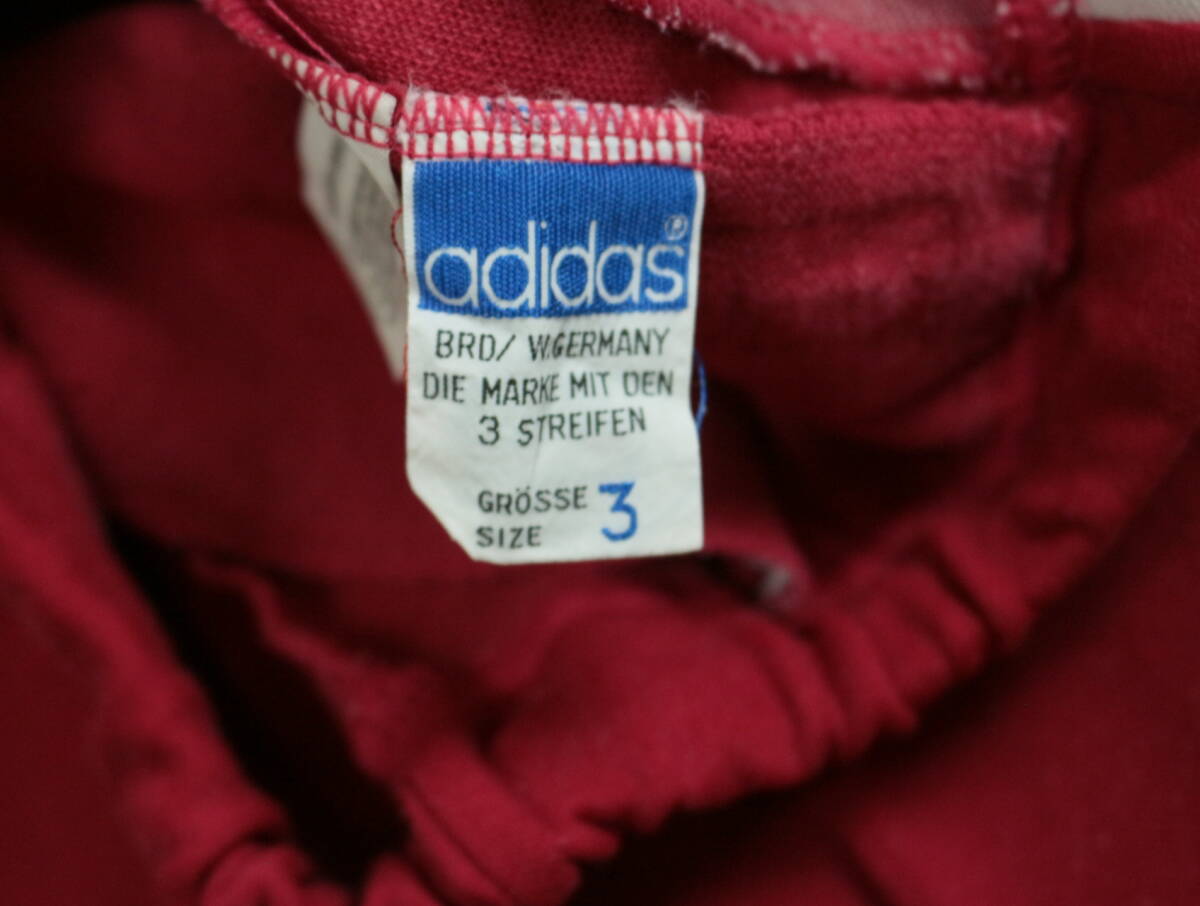 adidas®
BRD/ W.GERMANY
DIE MARKE MIT DEN
3 STREIFEN
GRÖSSE 3
SIZE